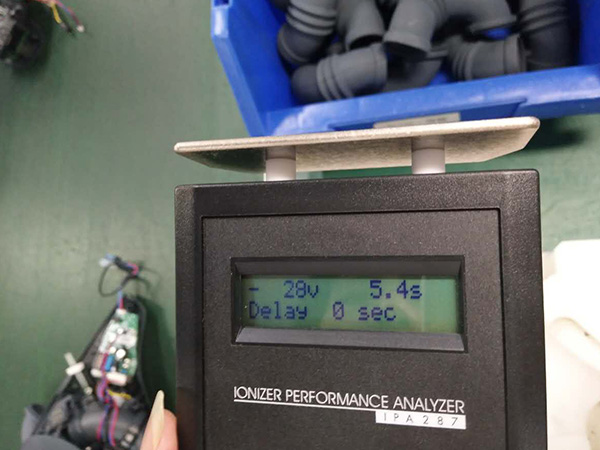 - 28v 5.4s
Delay 0 sec
IONIZER PERFORMANCE ANALYZER
IPA287